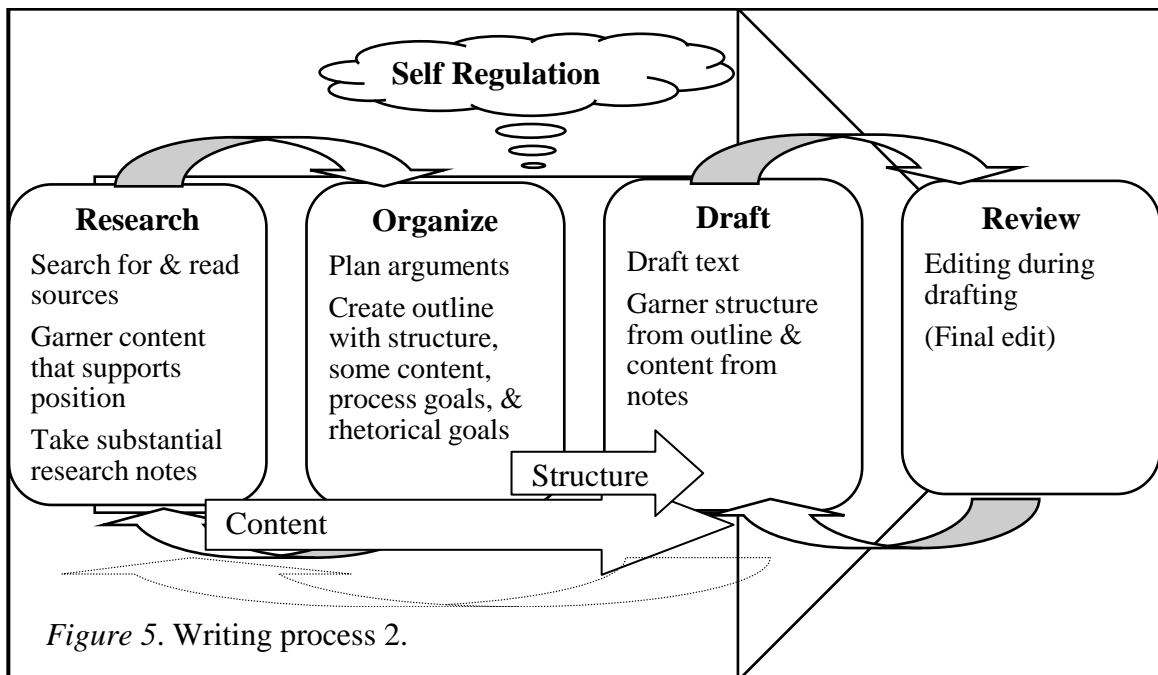 Self Regulation
Research
Search for & read
sources
Garner content
that supports
position
Take substantial
research notes
Organize
Plan arguments
Create outline
with structure,
some content,
process goals, &
rhetorical goals
Draft
Draft text
Garner structure
from outline &
content from
notes
Review
Editing during
drafting
(Final edit)
Structure
Content
Figure 5. Writing process 2.